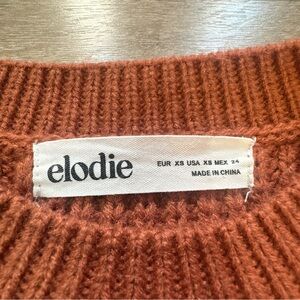 elodie
EUR XS USA XS MEX 24
MADE IN CHINA